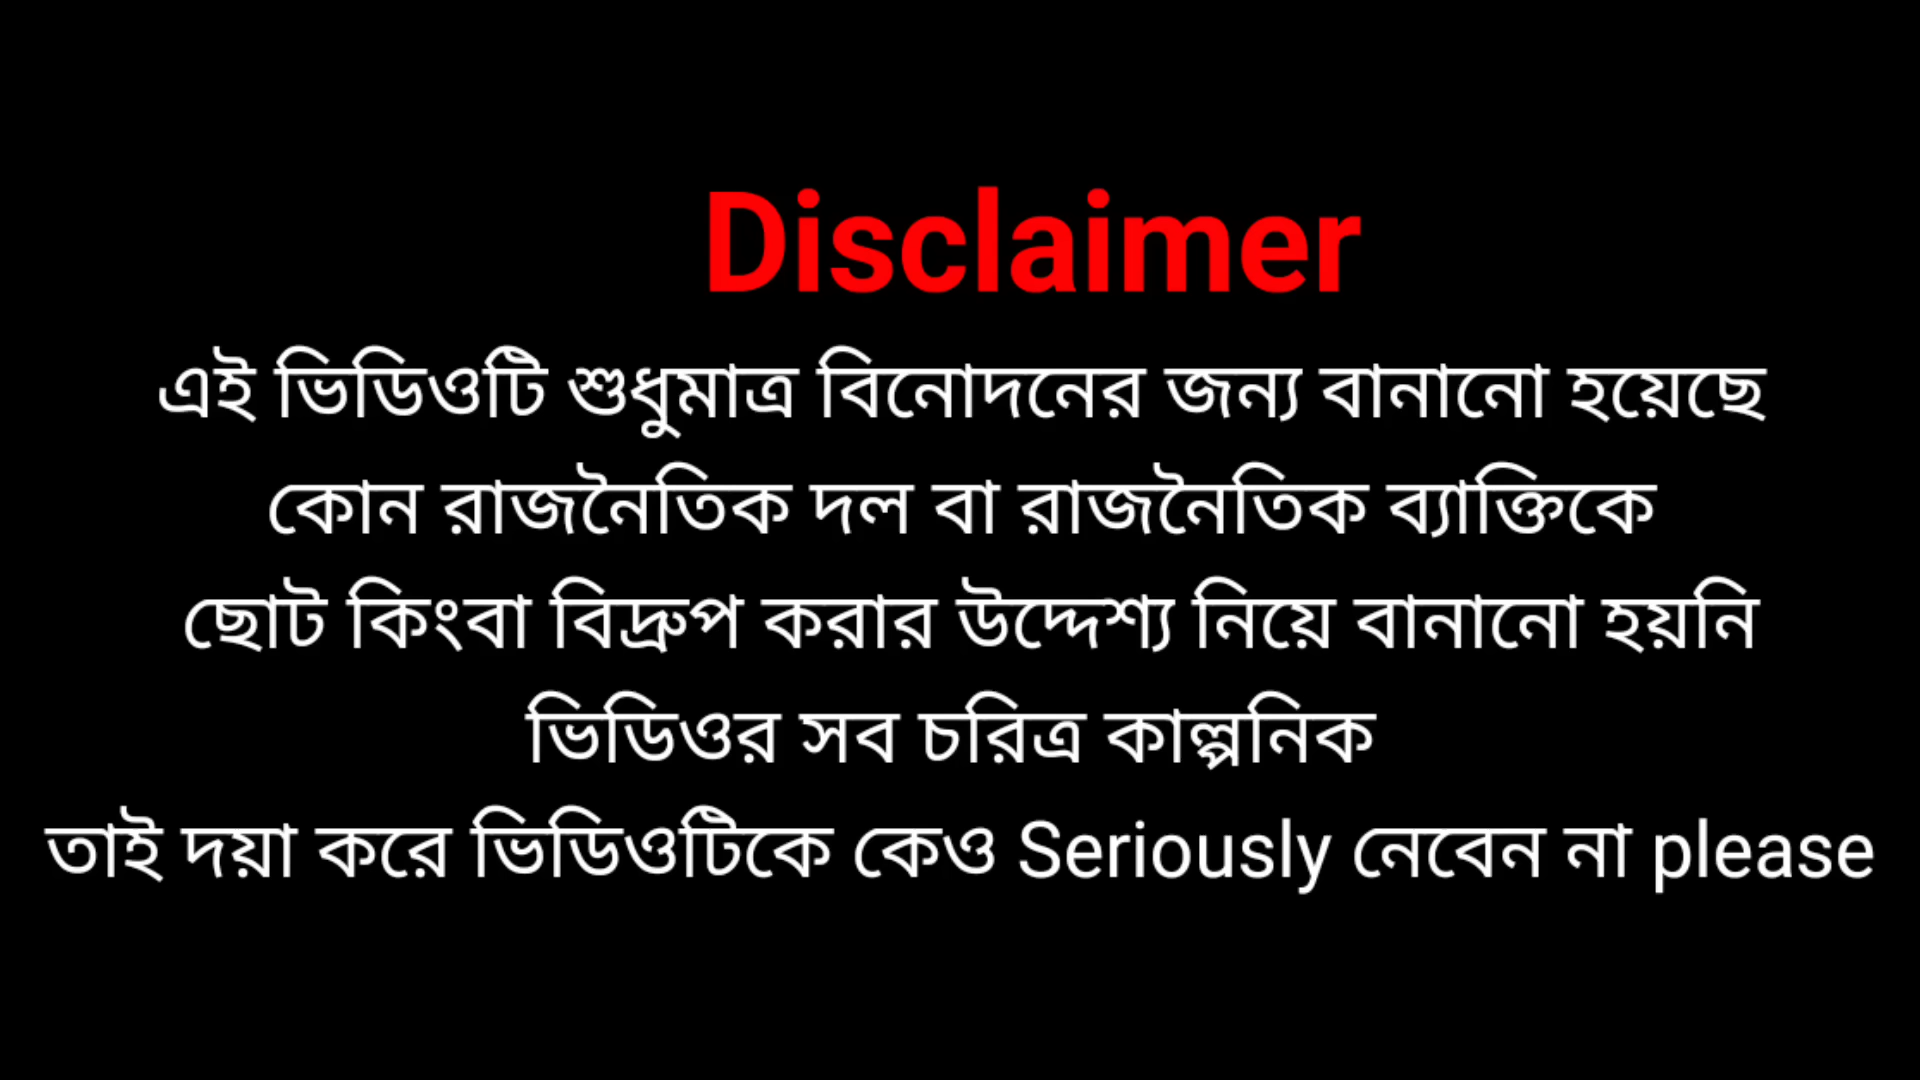 Disclaimer
এই ভিডিওটি শুধুমাত্র বিনোদনের জন্য বানানো হয়েছে
কোন রাজনৈতিক দল বা রাজনৈতিক ব্যাক্তিকে
ছোট কিংবা বিদ্রুপ করার উদ্দেশ্য নিয়ে বানানো হয়নি
ভিডিওর সব চরিত্র কাল্পনিক
তাই দয়া করে ভিডিওটিকে কেও Seriously নেবেন না please